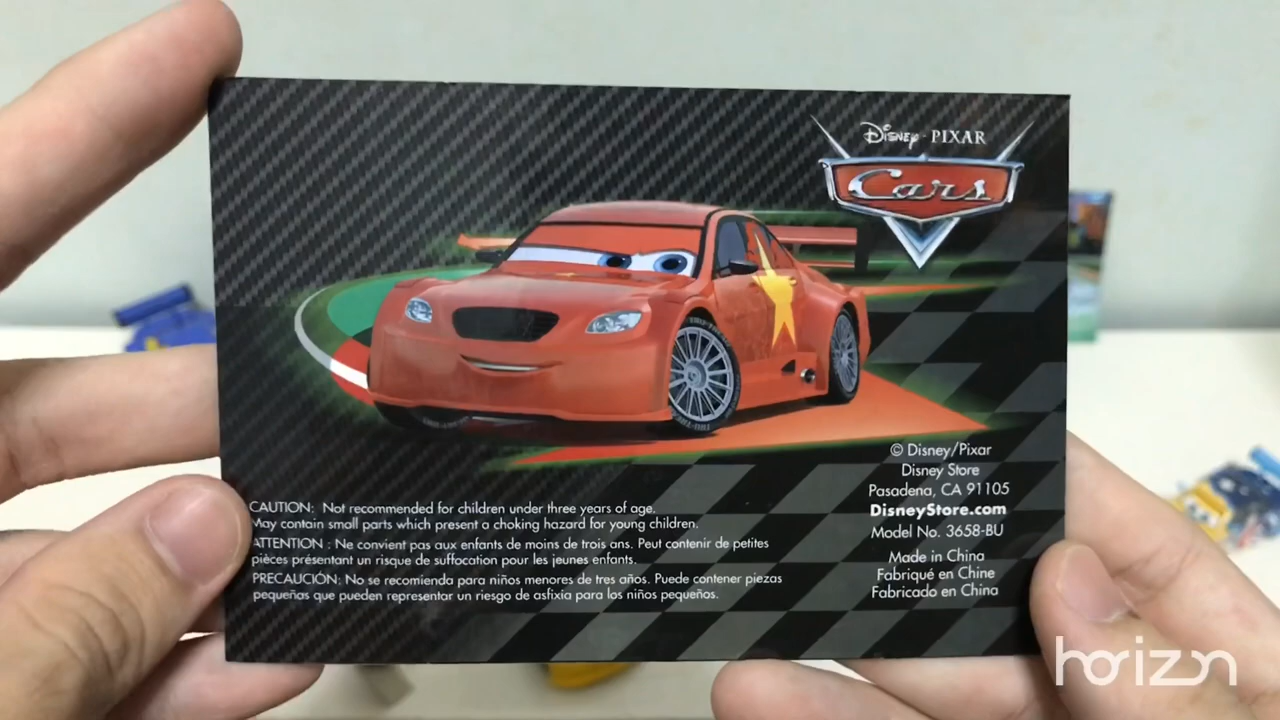 Disney · PIXAR
Cars
CAUTION: Not recommended for children under three years of age.
May contain small parts which present a choking hazard for young children.
ATTENTION : Ne convient pas aux enfants de moins de trois ans. Peut contenir de petites
pièces présentant un risque de suffocation pour les jeunes enfants.
PRECAUCIÓN: No se recomienda para niños menores de tres años. Puede contener piezas
pequeñas que pueden representar un riesgo de asfixia para los niños pequeños.
© Disney/Pixar
Disney Store
Pasadena, CA 91105
DisneyStore.com
Model No. 3658-BU
Made in China
Fabriqué en Chine
Fabricado en China
horizon